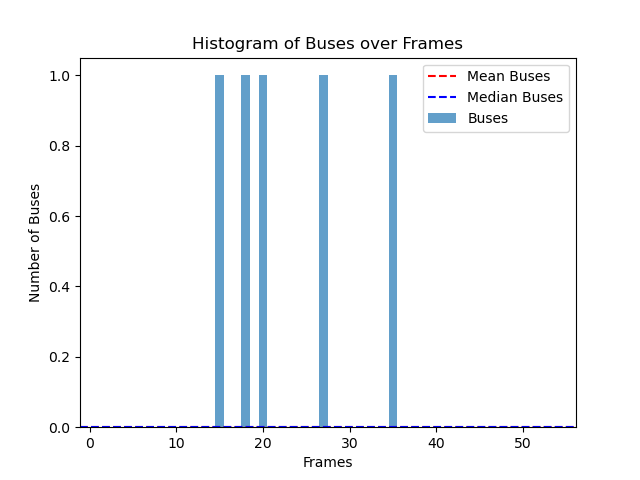 Histogram of Buses over Frames
1.0
0.8
0.6
0.4
0.2
0.0
Number of Buses
Mean Buses
Median Buses
Buses
0 10 20 30 40 50
Frames